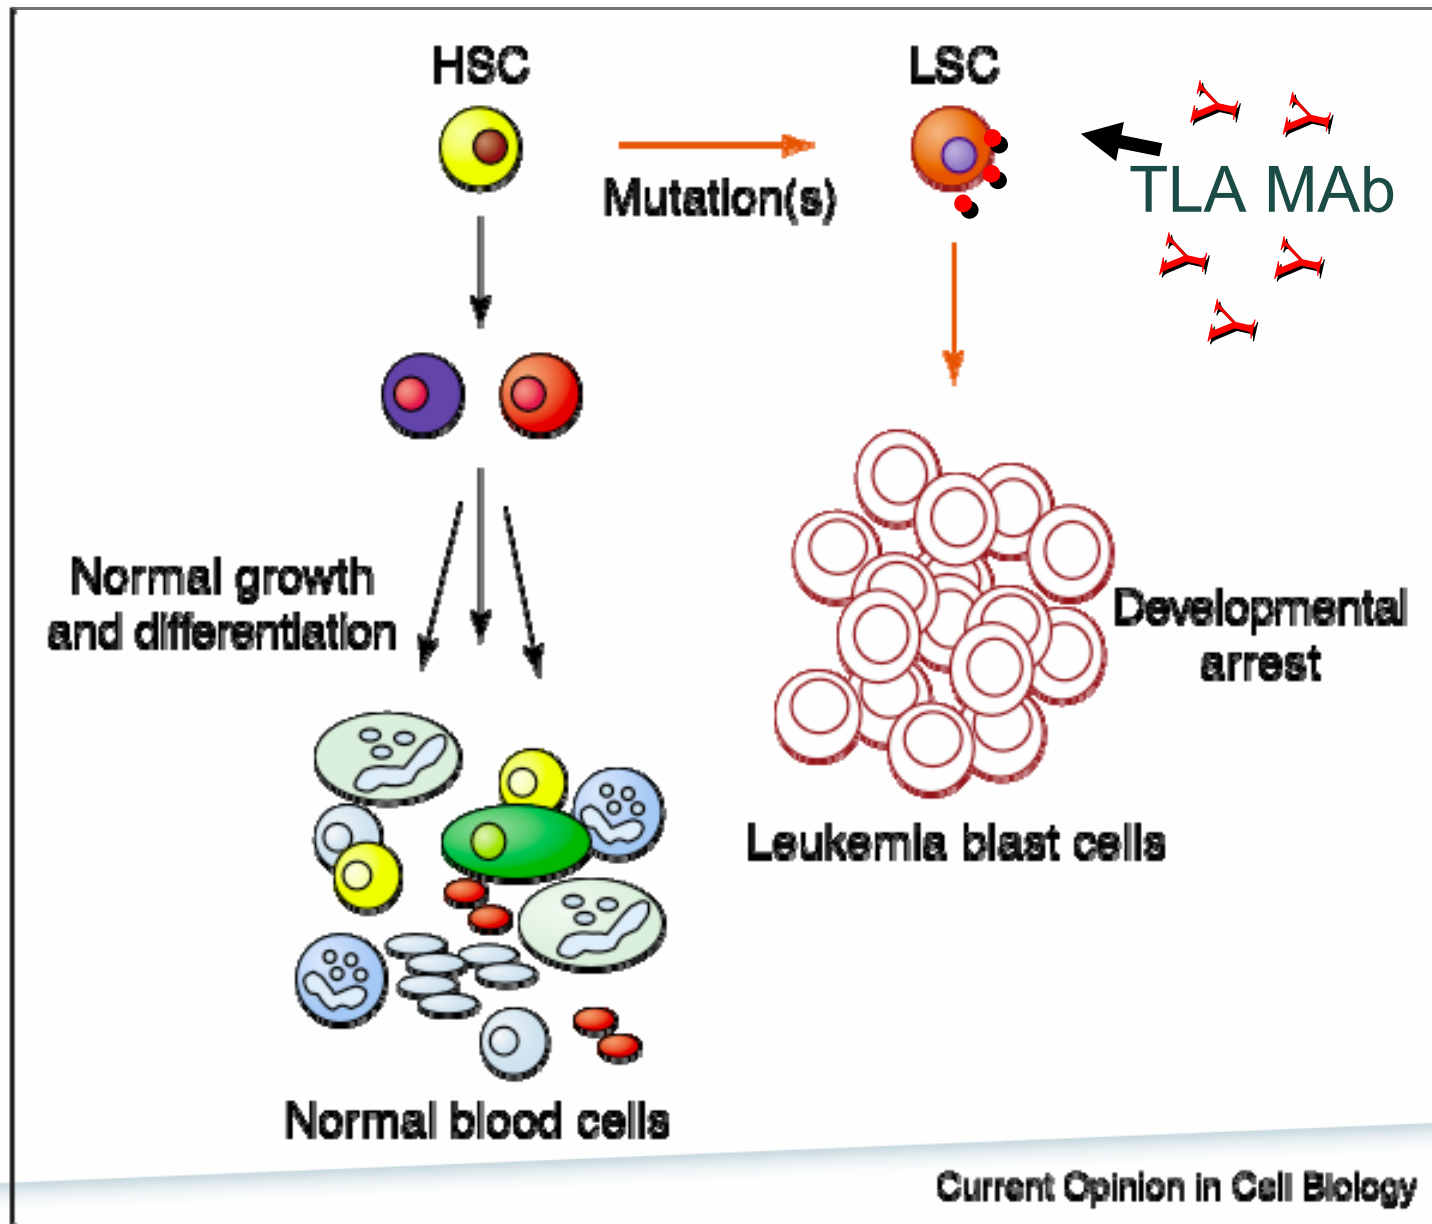 HSC
LSC
Mutation(s)
TLA MAb
Normal growth
and differentiation
Developmental
arrest
Leukemia blast cells
Normal blood cells
Current Opinion in Cell Biology